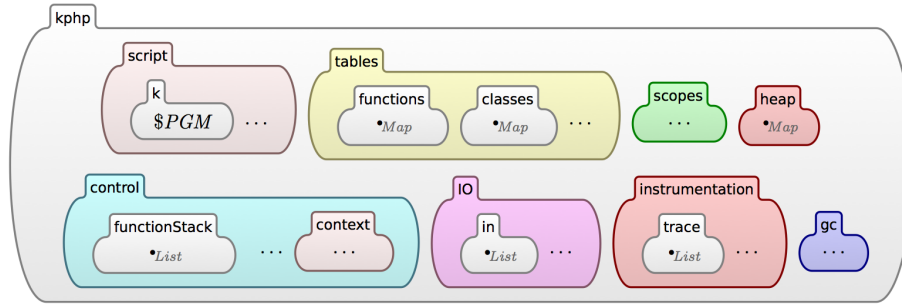 kphp
script tables
k functions classes scopes heap
$PGM ... •Map •Map ... ... •Map
control IO instrumentation
functionStack context in trace gc
•List ... ... •List ... •List ... ...